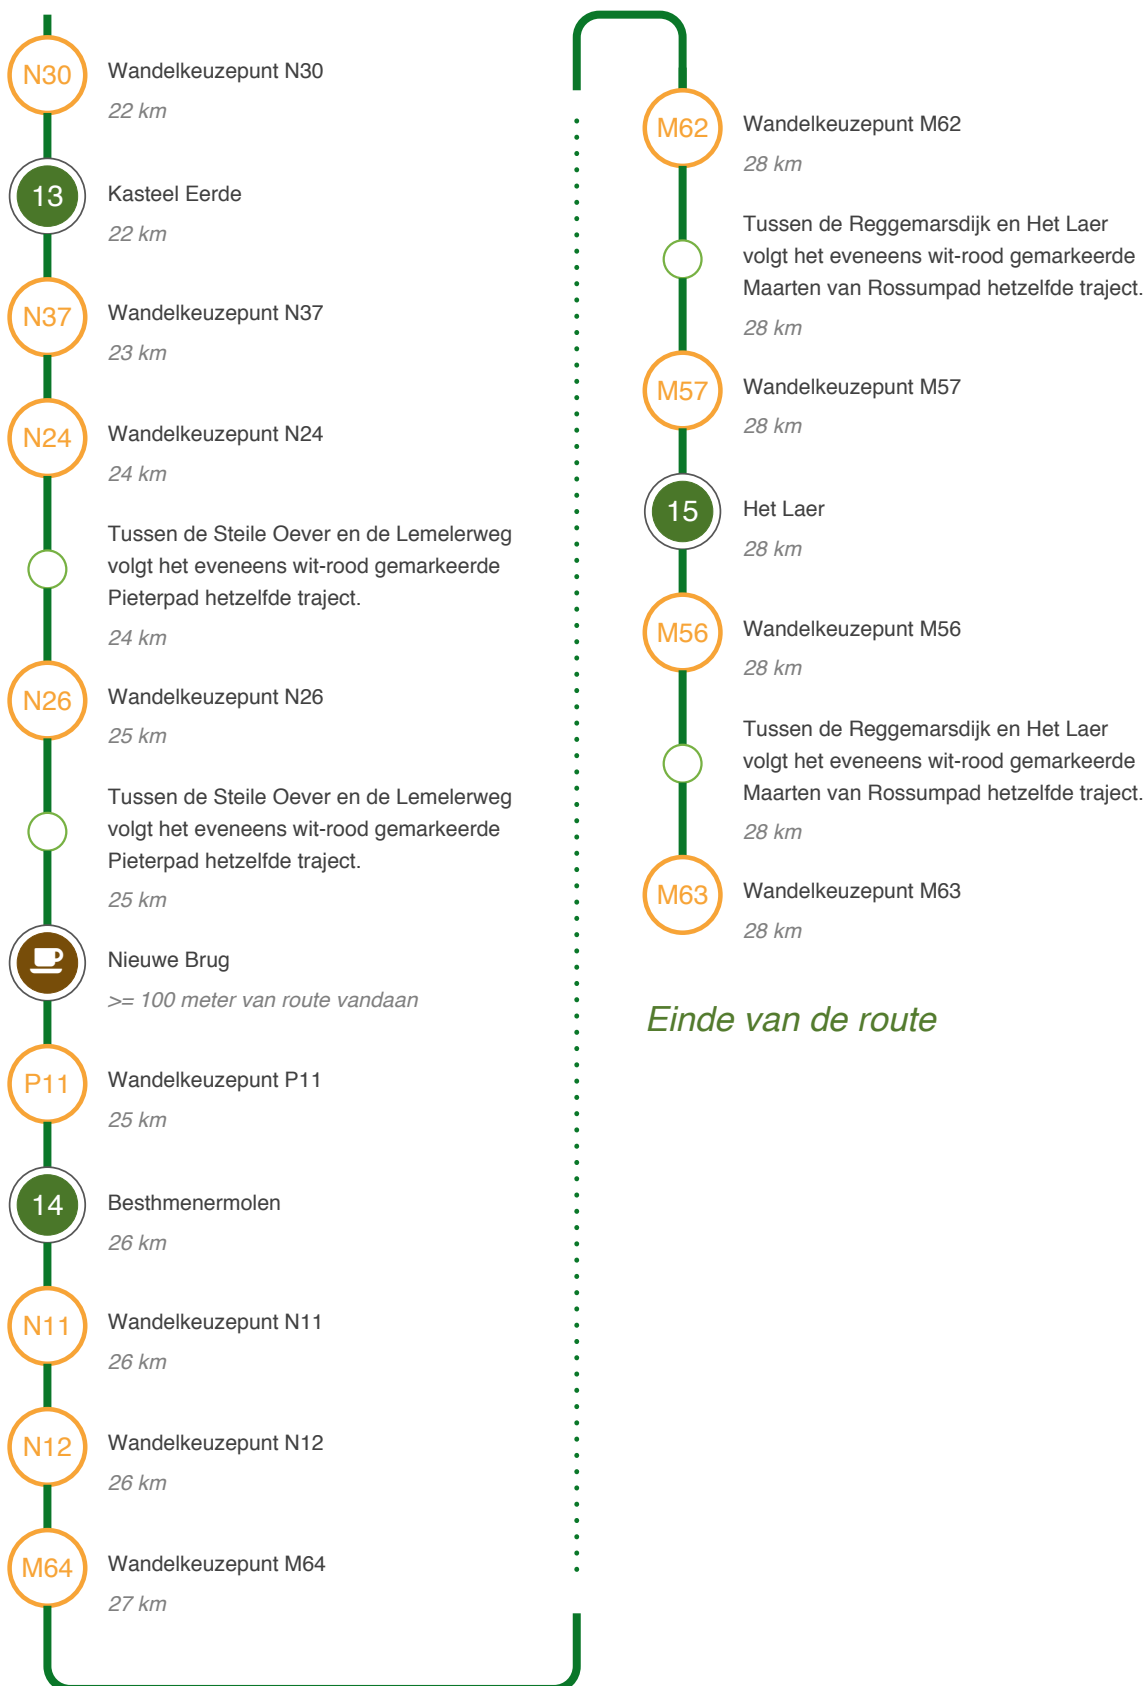 N30
Wandelkeuzepunt N30
22 km
13
Kasteel Eerde
22 km
N37
Wandelkeuzepunt N37
23 km
N24
Wandelkeuzepunt N24
24 km
Tussen de Steile Oever en de Lemelerweg
volgt het eveneens wit-rood gemarkeerde
Pieterpad hetzelfde traject.
24 km
N26
Wandelkeuzepunt N26
25 km
Tussen de Steile Oever en de Lemelerweg
volgt het eveneens wit-rood gemarkeerde
Pieterpad hetzelfde traject.
25 km
Nieuwe Brug
>= 100 meter van route vandaan
P11
Wandelkeuzepunt P11
25 km
14
Besthmenermolen
26 km
N11
Wandelkeuzepunt N11
26 km
N12
Wandelkeuzepunt N12
26 km
M64
Wandelkeuzepunt M64
27 km
M62
Wandelkeuzepunt M62
28 km
Tussen de Reggemarsdijk en Het Laer
volgt het eveneens wit-rood gemarkeerde
Maarten van Rossumpad hetzelfde traject.
28 km
M57
Wandelkeuzepunt M57
28 km
15
Het Laer
28 km
M56
Wandelkeuzepunt M56
28 km
Tussen de Reggemarsdijk en Het Laer
volgt het eveneens wit-rood gemarkeerde
Maarten van Rossumpad hetzelfde traject.
28 km
M63
Wandelkeuzepunt M63
28 km
Einde van de route